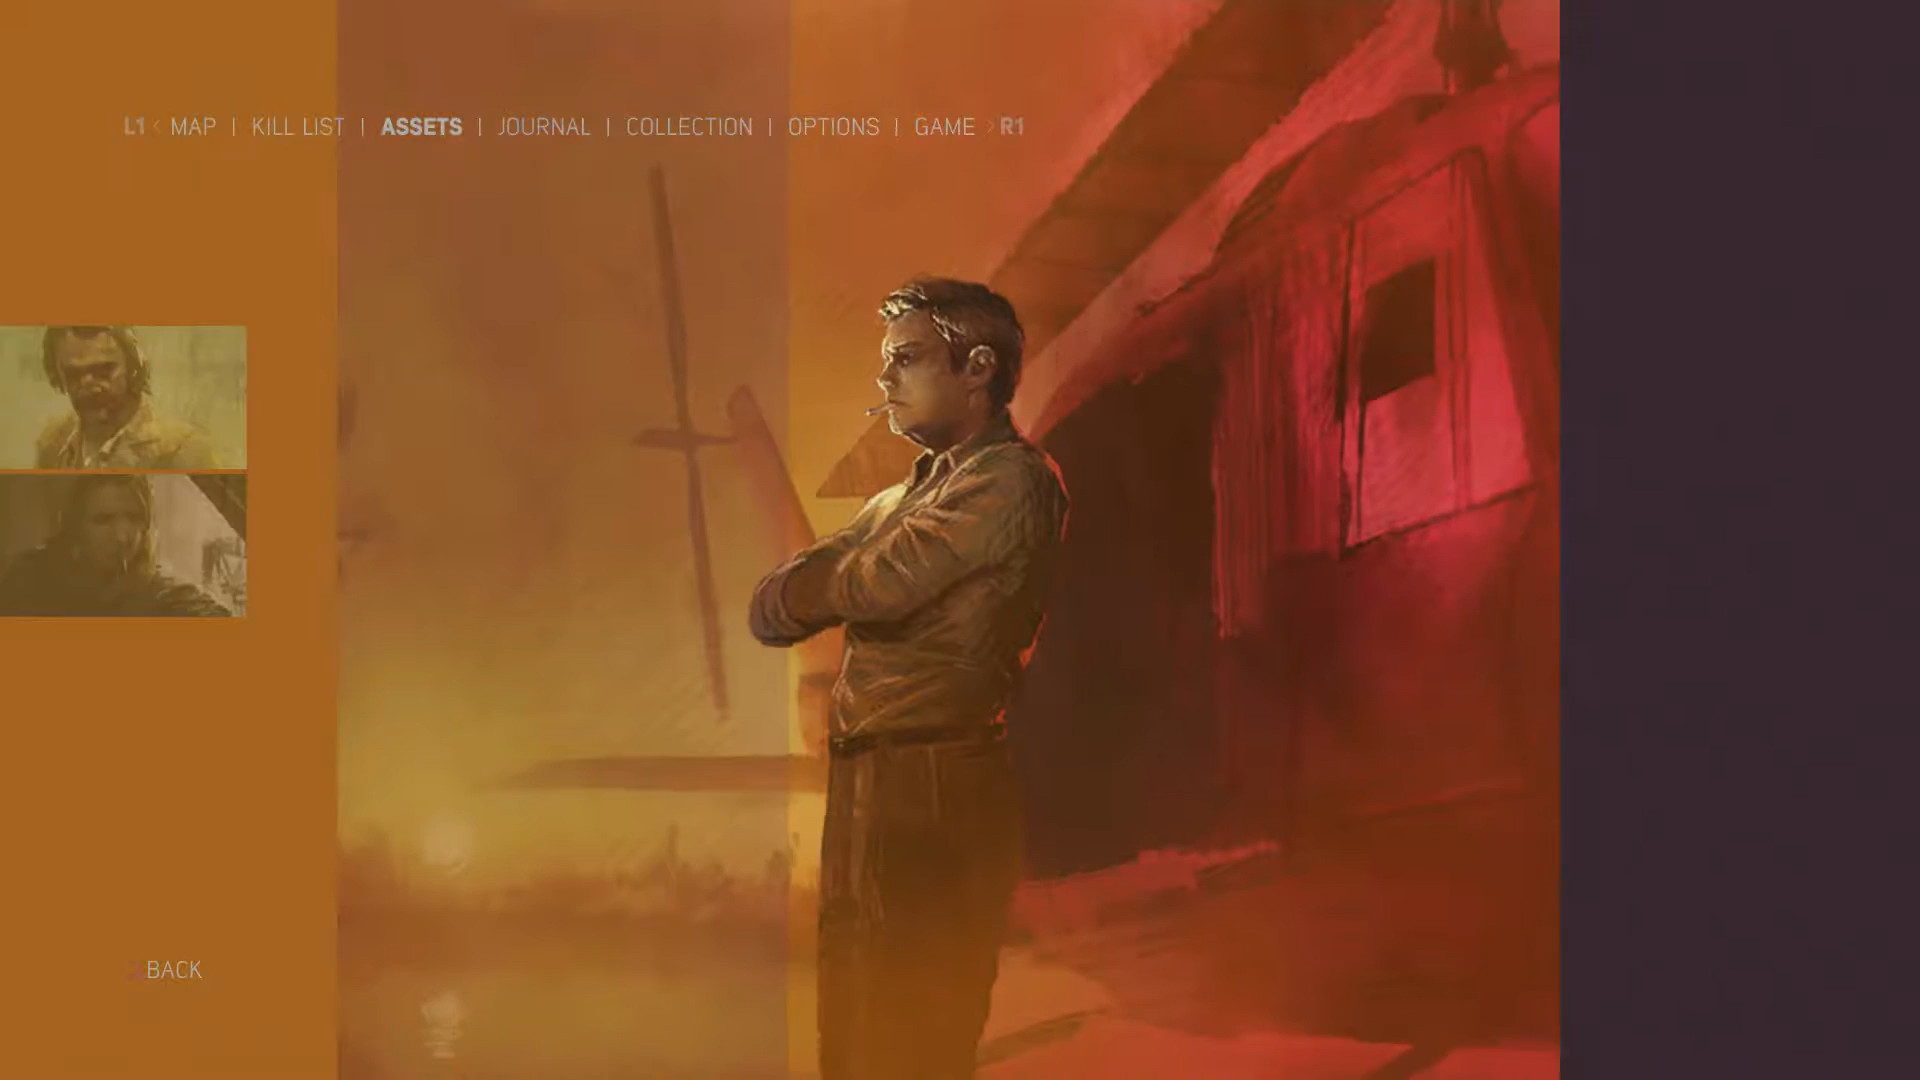 L1 < MAP | KILL LIST | ASSETS | JOURNAL | COLLECTION | OPTIONS | GAME > R1
BACK